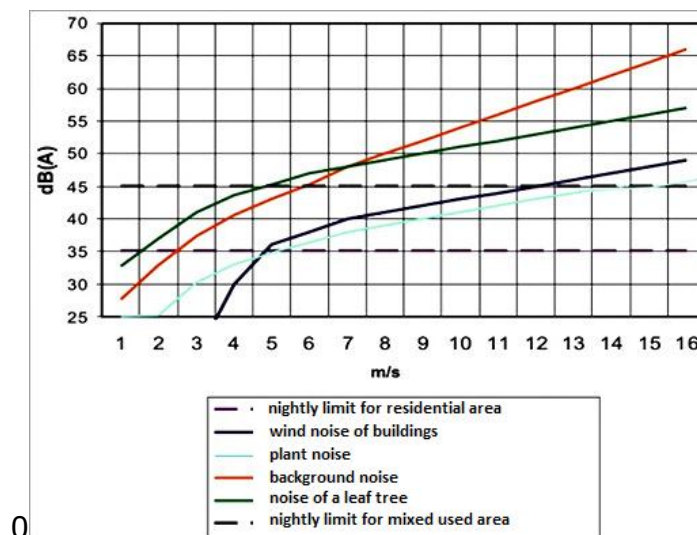 70
65
60
55
50
45
40
35
30
25
dB(A)
1 2 3 4 5 6 7 8 9 10 11 12 13 14 15 16
m/s
nightly limit for residential area
wind noise of buildings
plant noise
background noise
noise of a leaf tree
nightly limit for mixed used area
0